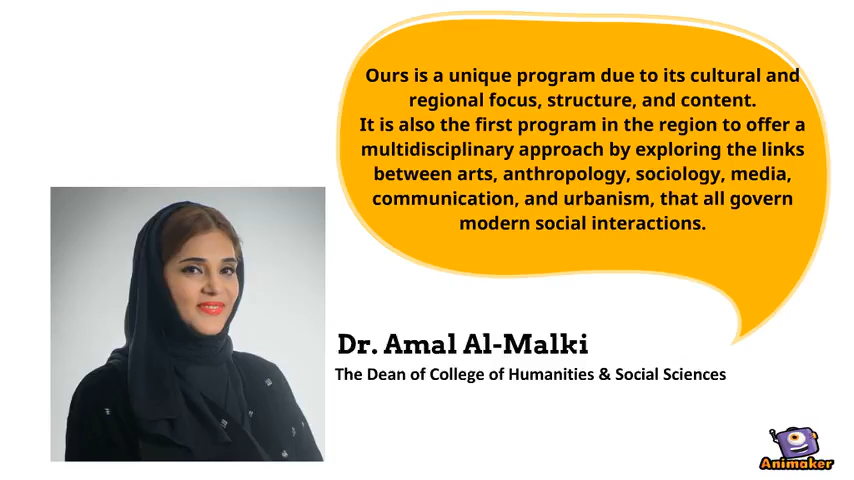 Ours is a unique program due to its cultural and
regional focus, structure, and content.
It is also the first program in the region to offer a
multidisciplinary approach by exploring the links
between arts, anthropology, sociology, media,
communication, and urbanism, that all govern
modern social interactions.
Dr. Amal Al-Malki
The Dean of College of Humanities & Social Sciences
Animaker